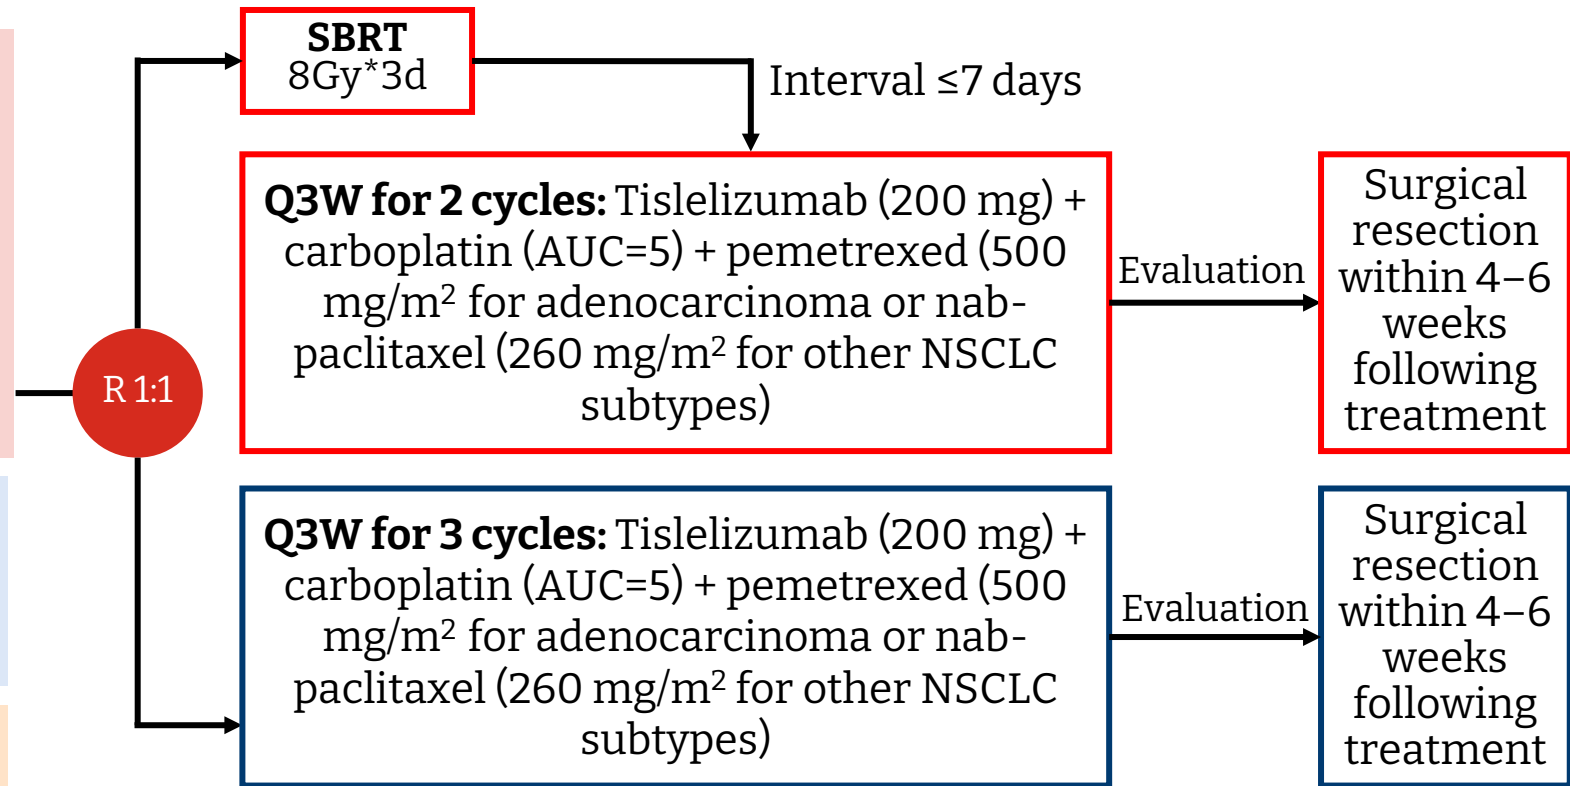 SBRT
8Gy*3d
Interval ≤7 days
Q3W for 2 cycles: Tislelizumab (200 mg) +
carboplatin (AUC=5) + pemetrexed (500
mg/m² for adenocarcinoma or nab-
paclitaxel (260 mg/m² for other NSCLC
subtypes)
Evaluation
Surgical
resection
within 4–6
weeks
following
treatment
R 1:1
Q3W for 3 cycles: Tislelizumab (200 mg) +
carboplatin (AUC=5) + pemetrexed (500
mg/m² for adenocarcinoma or nab-
paclitaxel (260 mg/m² for other NSCLC
subtypes)
Evaluation
Surgical
resection
within 4–6
weeks
following
treatment